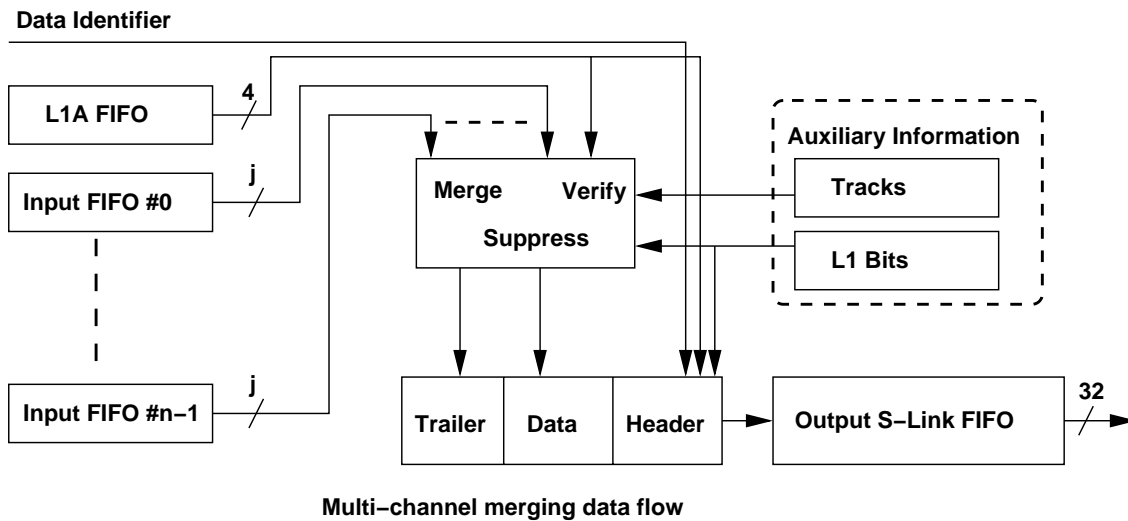 Data Identifier
L1A FIFO
4
Input FIFO #0
j
Input FIFO #n−1
j
Merge
Verify
Suppress
Auxiliary Information
Tracks
L1 Bits
Trailer
Data
Header
Output S−Link FIFO
32
Multi−channel merging data flow